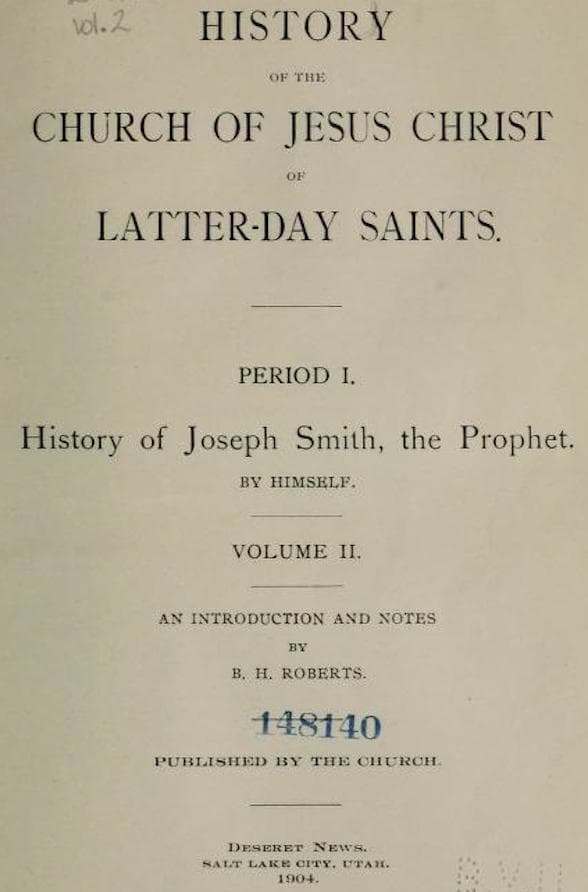 vol. 2
HISTORY
OF THE
CHURCH OF JESUS CHRIST
OF
LATTER-DAY SAINTS.
PERIOD I.
History of Joseph Smith, the Prophet.
BY HIMSELF.
VOLUME II.
AN INTRODUCTION AND NOTES
BY
B. H. ROBERTS.
148140
PUBLISHED BY THE CHURCH.
DESERET NEWS.
SALT LAKE CITY, UTAH.
1904.